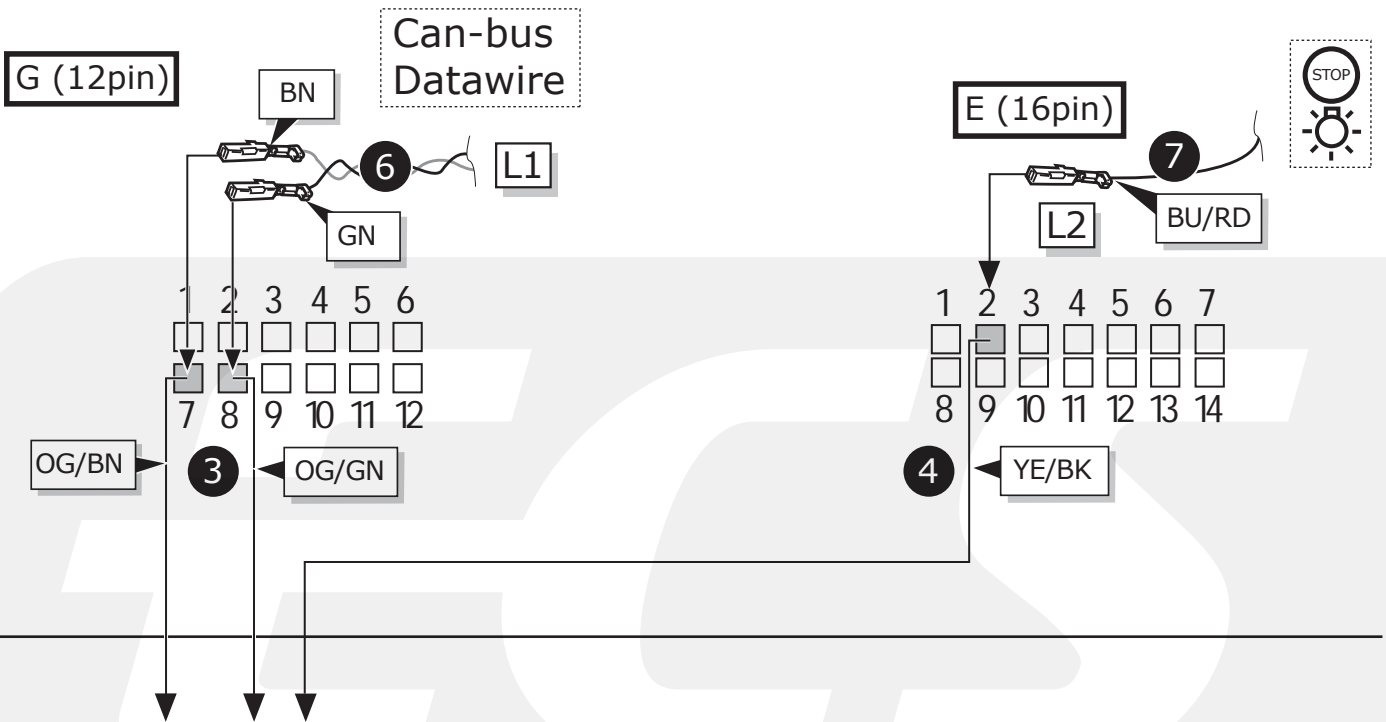 Can-bus
Datawire
G (12pin)
BN
6
L1
GN
E (16pin)
7
STOP
L2
BU/RD
1 2 3 4 5 6
7 8 9 10 11 12
1 2 3 4 5 6 7
8 9 10 11 12 13 14
OG/BN
3
OG/GN
4
YE/BK
ECS